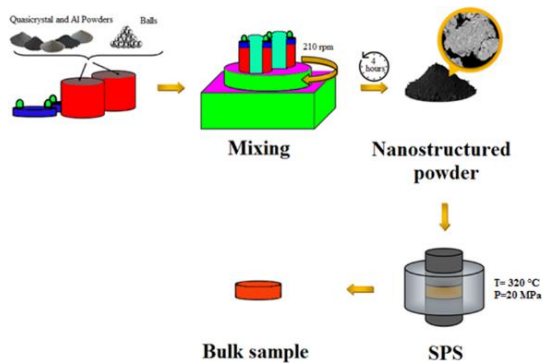 Quasicrystal and Al Powders
Balls
210 rpm
4
hours
Mixing
Nanostructured
powder
T= 320 °C
P=20 MPa
SPS
Bulk sample